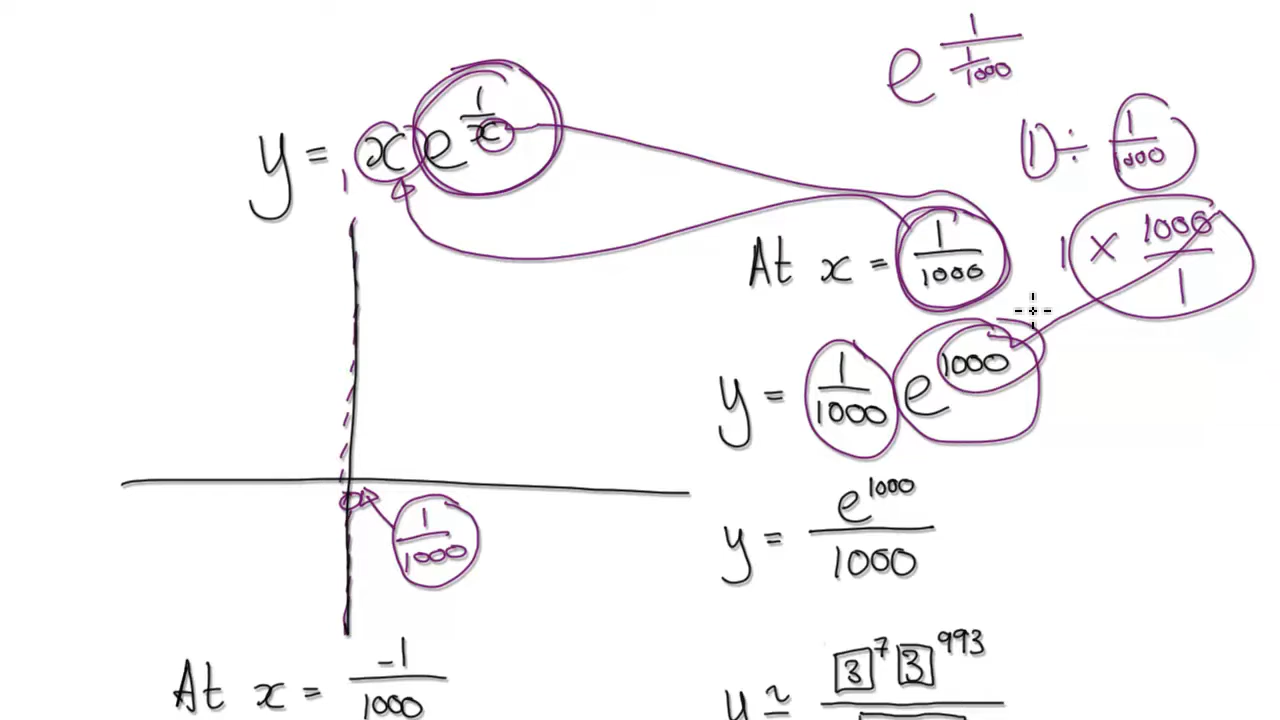 e^(1/(1/1000))
y = x e^(1/x)
1 ÷ 1/1000
1 × 1000/1
At x = 1/1000
y = 1/1000 e^1000
y = e^1000/1000
1/1000
At x = -1/1000
y ≃ 3^7 3^993